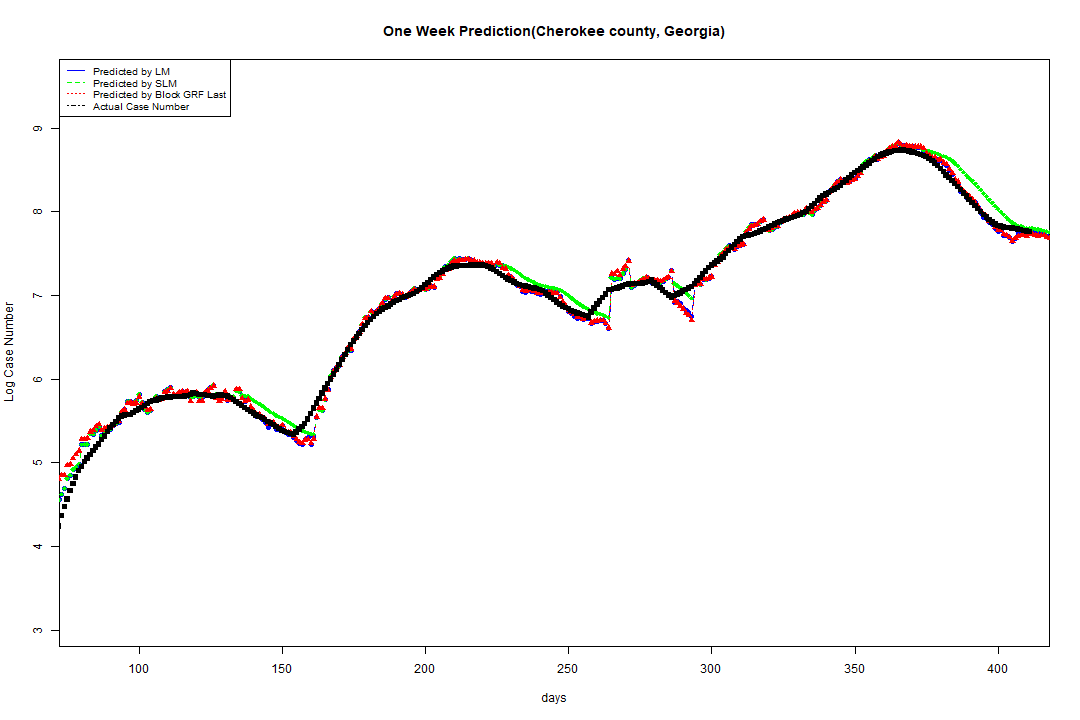 One Week Prediction(Cherokee county, Georgia)
Predicted by LM
Predicted by SLM
Predicted by Block GRF Last
Actual Case Number
Log Case Number
9
8
7
6
5
4
3
100 150 200 250 300 350 400
days